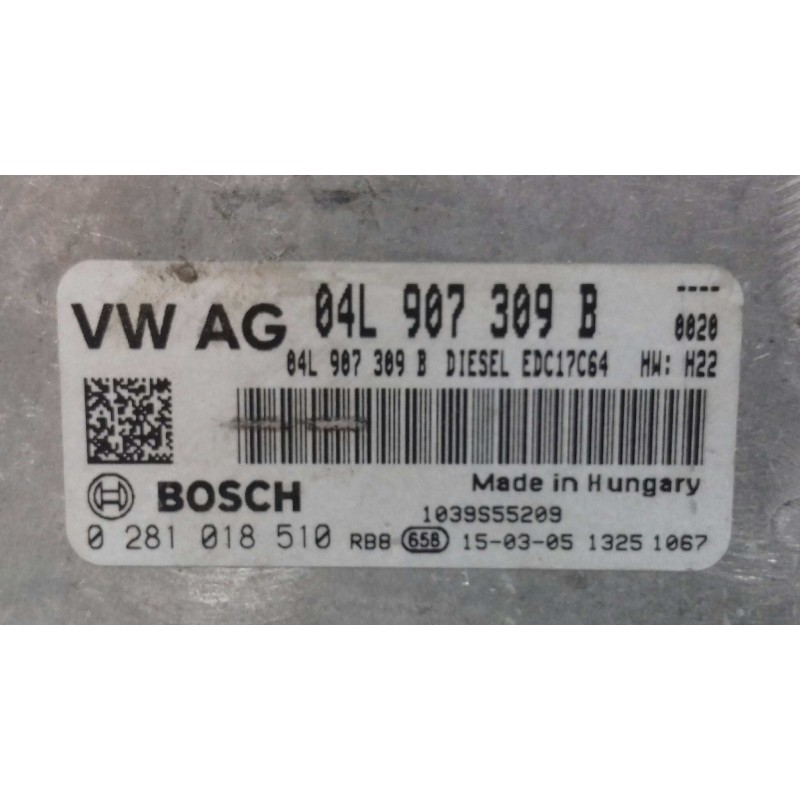 VW AG 04L 907 309 B ----
0020
04L 907 309 B DIESEL EDC17C64 HW: H22
Made in Hungary
BOSCH
1039S55209
0 281 018 510 RBB 658 15-03-05 1325 1067